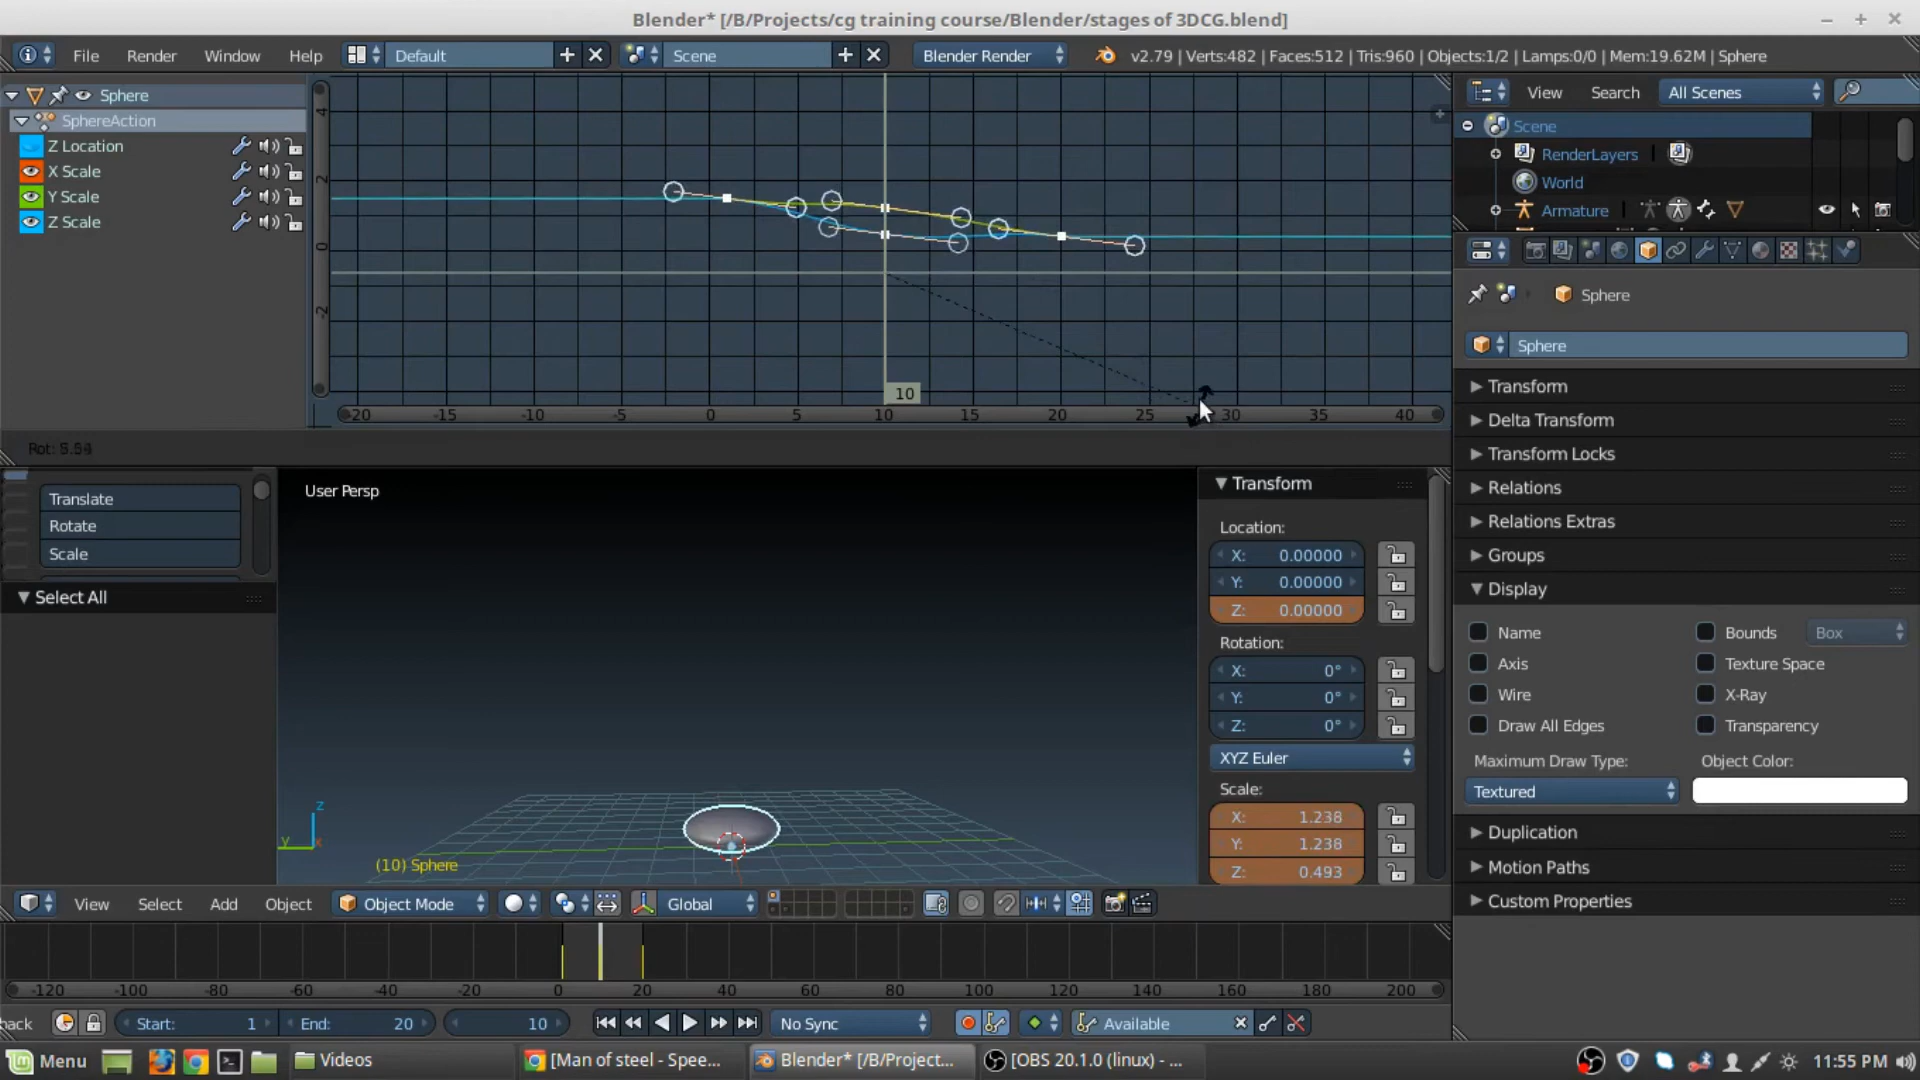 Blender* [/B/Projects/cg training course/Blender/stages of 3DCG.blend]
File Render Window Help Default Scene Blender Render v2.79 | Verts:482 | Faces:512 | Tris:960 | Objects:1/2 | Lamps:0/0 | Mem:19.62M | Sphere
Sphere
SphereAction
Z Location
X Scale
Y Scale
Z Scale
4
2
0
-2
10
-20 -15 -10 -5 0 5 10 15 20 25 30 35 40
Rot: 5.54
View Search All Scenes
Scene
RenderLayers
World
Armature
Sphere
Sphere
Transform
Delta Transform
Transform Locks
Relations
Relations Extras
Groups
Display
Name Bounds Box
Axis Texture Space
Wire X-Ray
Draw All Edges Transparency
Maximum Draw Type: Object Color:
Textured
Duplication
Motion Paths
Custom Properties
Translate
Rotate
Scale
Select All
User Persp
z
y
x
(10) Sphere
Transform
Location:
X: 0.00000
Y: 0.00000
Z: 0.00000
Rotation:
X: 0°
Y: 0°
Z: 0°
XYZ Euler
Scale:
X: 1.238
Y: 1.238
Z: 0.493
View Select Add Object Object Mode Global
-120 -100 -80 -60 -40 -20 0 20 40 60 80 100 120 140 160 180 200
back Start: 1 End: 20 10 No Sync Available
Menu Videos [Man of steel - Spee... Blender* [/B/Project... [OBS 20.1.0 (linux) - ... 11:55 PM